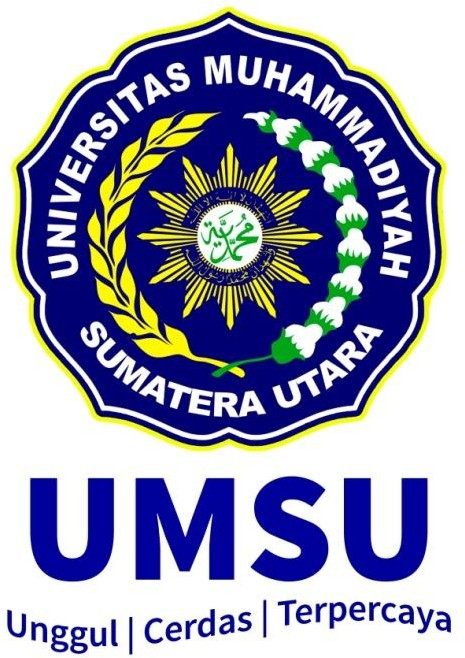 UNIVERSITAS MUHAMMADIYAH
محمدية
SUMATERA UTARA
UMSU
Unggul | Cerdas | Terpercaya